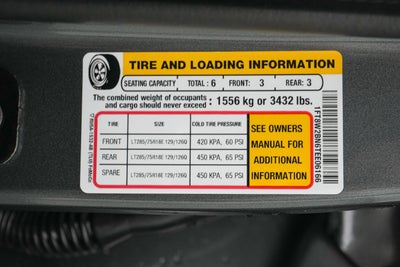 TIRE AND LOADING INFORMATION
SEATING CAPACITY TOTAL : 6 FRONT: 3 REAR: 3
The combined weight of occupants
and cargo should never exceed : 1556 kg or 3432 lbs.
TIRE SIZE COLD TIRE PRESSURE
FRONT LT285/75R18E 129/126Q 420 KPA, 60 PSI
REAR LT285/75R18E 129/126Q 450 KPA, 65 PSI
SPARE LT285/75R18E 129/126Q 450 KPA, 65 PSI
SEE OWNERS
MANUAL FOR
ADDITIONAL
INFORMATION
1FT8W2BN6TEE06166